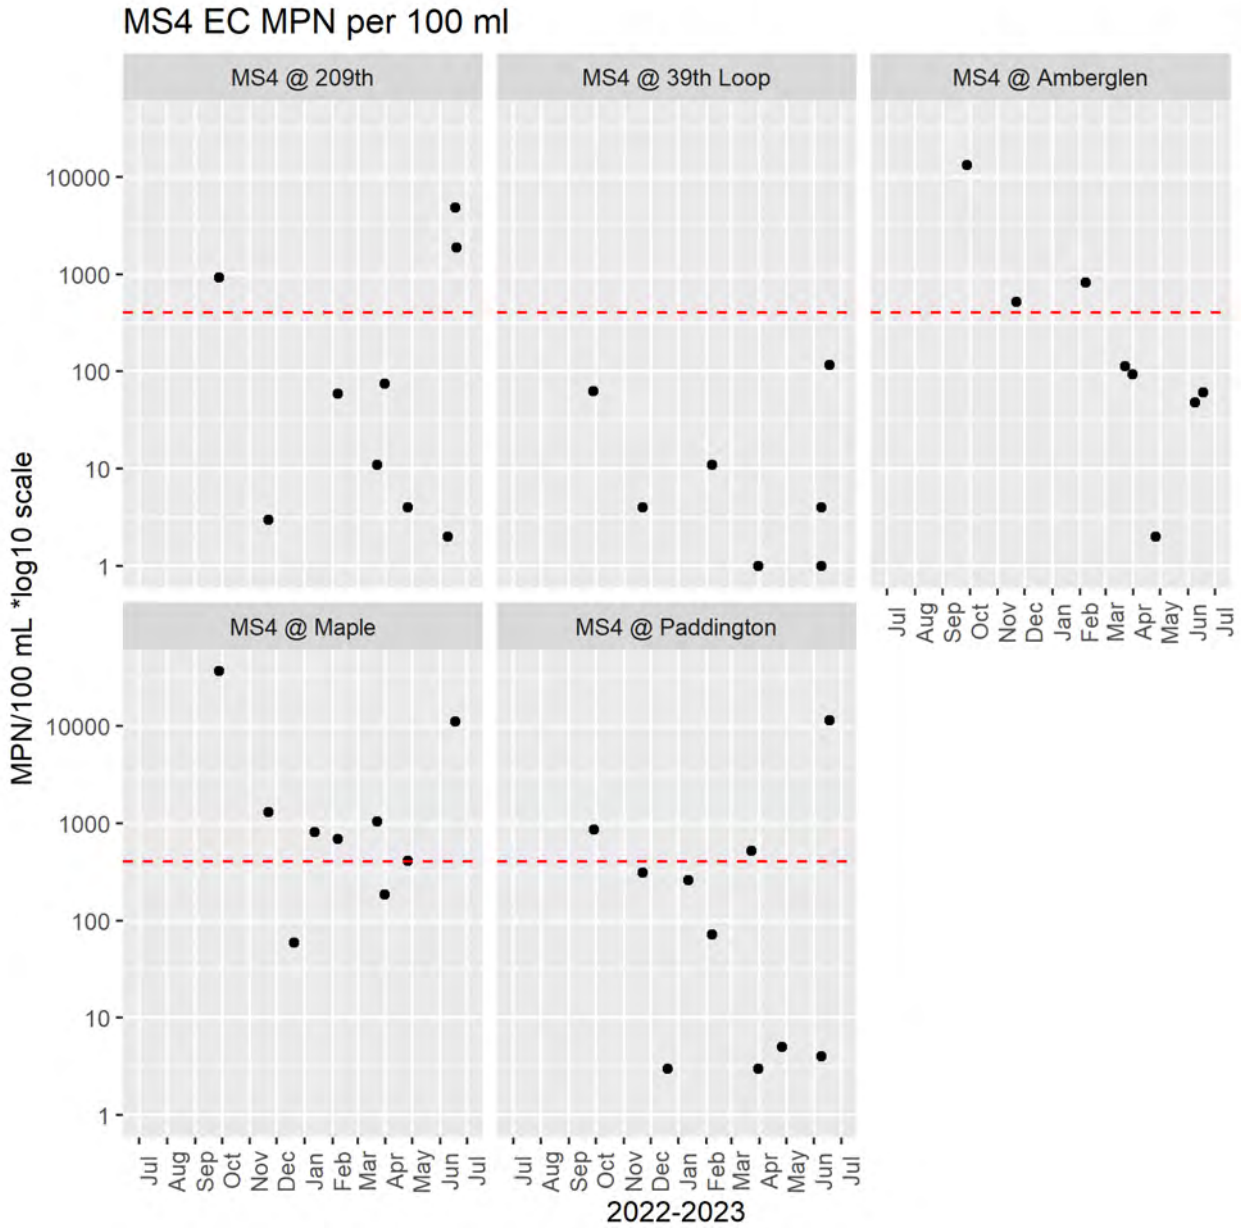 MS4 EC MPN per 100 ml
MS4 @ 209th
MS4 @ 39th Loop
MS4 @ Amberglen
10000
1000
100
10
1
Jul
Aug
Sep
Oct
Nov
Dec
Jan
Feb
Mar
Apr
May
Jun
Jul
MS4 @ Maple
MS4 @ Paddington
10000
1000
100
10
1
Jul
Aug
Sep
Oct
Nov
Dec
Jan
Feb
Mar
Apr
May
Jun
Jul
Jul
Aug
Sep
Oct
Nov
Dec
Jan
Feb
Mar
Apr
May
Jun
Jul
MPN/100 mL *log10 scale
2022-2023